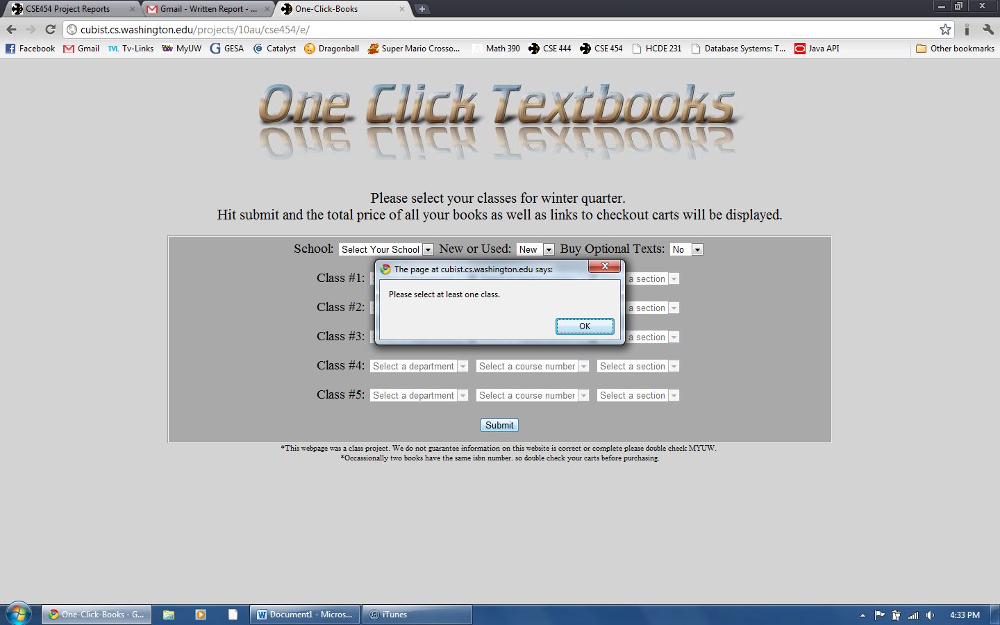 CSE454 Project Reports
Gmail - Written Report - ...
One-Click-Books
cubist.cs.washington.edu/projects/10au/cse454/e/
Facebook Gmail Tv-Links MyUW GESA Catalyst Dragonball Super Mario Crosso... Math 390 CSE 444 CSE 454 HCDE 231 Database Systems: T... Java API Other bookmarks
One Click Textbooks
Please select your classes for winter quarter.
Hit submit and the total price of all your books as well as links to checkout carts will be displayed.
School: Select Your School New or Used: New Buy Optional Texts: No
The page at cubist.cs.washington.edu says:
Please select at least one class.
OK
Class #1: a section
Class #2: a section
Class #3: a section
Class #4: Select a department Select a course number Select a section
Class #5: Select a department Select a course number Select a section
Submit
*This webpage was a class project. We do not guarantee information on this website is correct or complete please double check MYUW.
*Occassionally two books have the same isbn number. so double check your carts before purchasing.
One-Click-Books - G... Document1 - Micros... iTunes 4:33 PM